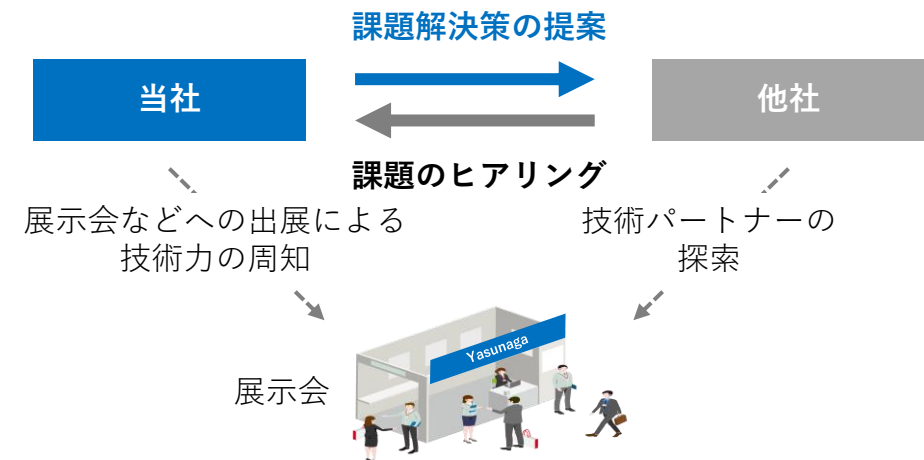 課題解決策の提案
当社
他社
課題のヒアリング
展示会などへの出展による
技術力の周知
技術パートナーの
探索
Yasunaga
展示会